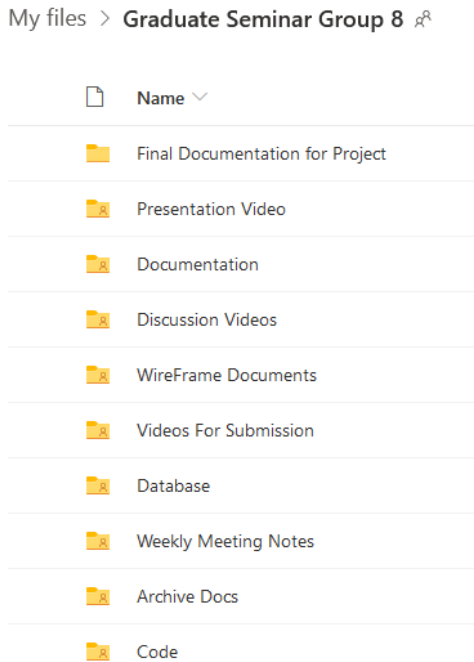 My files > Graduate Seminar Group 8
Name
Final Documentation for Project
Presentation Video
Documentation
Discussion Videos
WireFrame Documents
Videos For Submission
Database
Weekly Meeting Notes
Archive Docs
Code